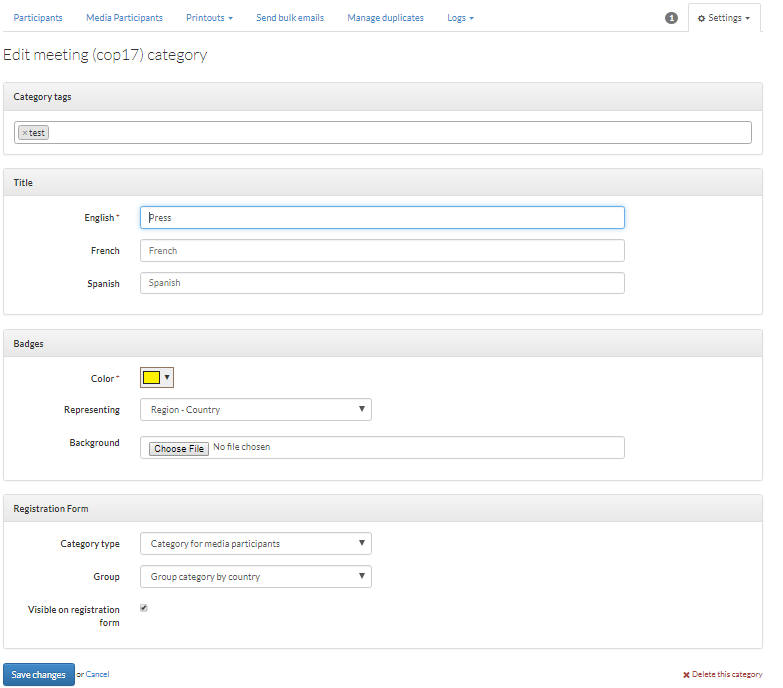 Participants Media Participants Printouts Send bulk emails Manage duplicates Logs 1 Settings
Edit meeting (cop17) category
Category tags
× test
Title
English * Press
French French
Spanish Spanish
Badges
Color *
Representing Region - Country
Background Choose File No file chosen
Registration Form
Category type Category for media participants
Group Group category by country
Visible on registration
form
Save changes or Cancel Delete this category